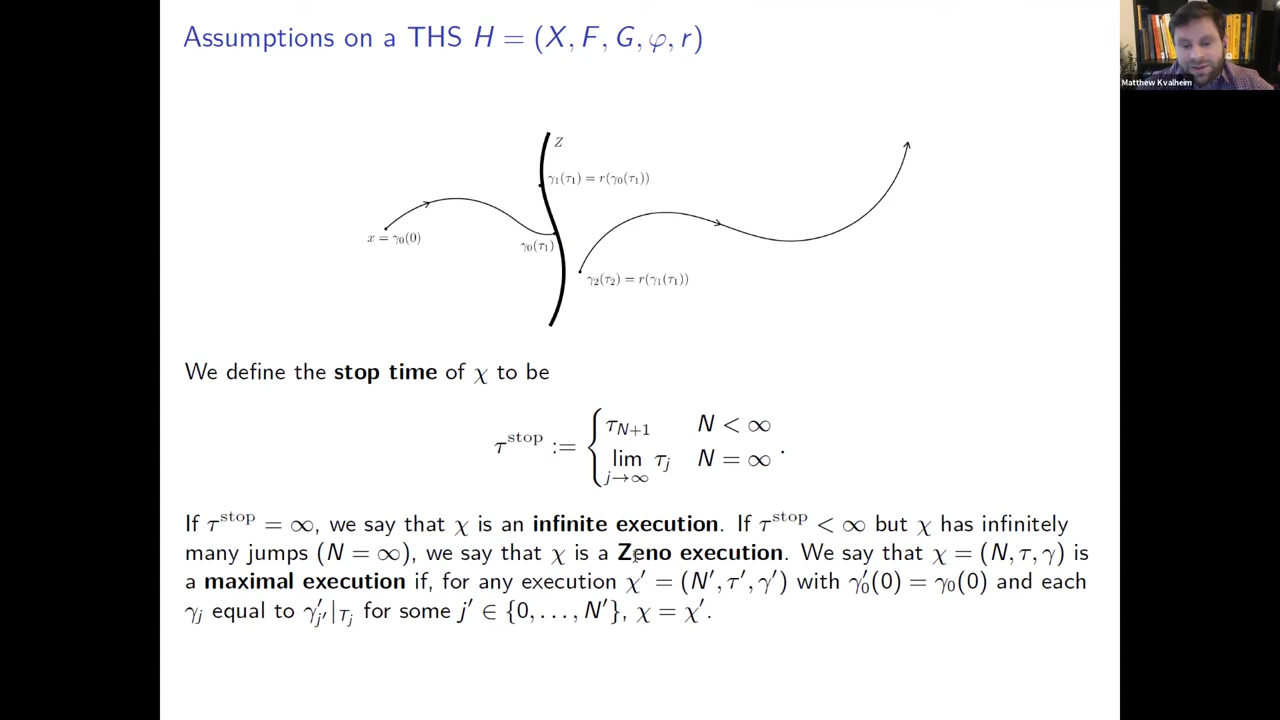 Assumptions on a THS H = (X, F, G, φ, r)
Matthew Kvalheim
Z
γ₁(τ₁) = r(γ₀(τ₁))
x = γ₀(0)
γ₀(τ₁)
γ₂(τ₂) = r(γ₁(τ₁))
We define the stop time of χ to be
τ^stop := { τ_{N+1} N < ∞
lim_{j→∞} τ_j N = ∞ .
If τ^stop = ∞, we say that χ is an infinite execution. If τ^stop < ∞ but χ has infinitely
many jumps (N = ∞), we say that χ is a Zeno execution. We say that χ = (N, τ, γ) is
a maximal execution if, for any execution χ′ = (N′, τ′, γ′) with γ′₀(0) = γ₀(0) and each
γ_j equal to γ′_{j′}|_{T_j} for some j′ ∈ {0, …, N′}, χ = χ′.